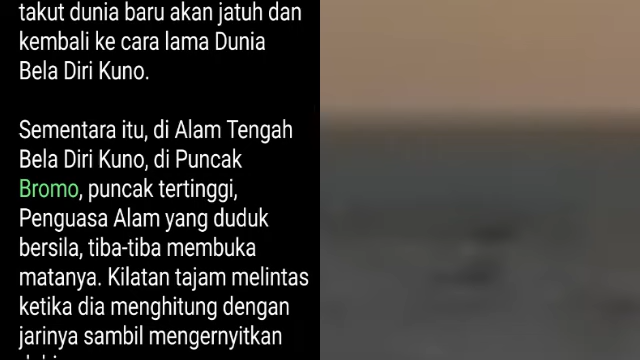 takut dunia baru akan jatuh dan
kembali ke cara lama Dunia
Bela Diri Kuno.
Sementara itu, di Alam Tengah
Bela Diri Kuno, di Puncak
Bromo, puncak tertinggi,
Penguasa Alam yang duduk
bersila, tiba-tiba membuka
matanya. Kilatan tajam melintas
ketika dia menghitung dengan
jarinya sambil mengernyitkan